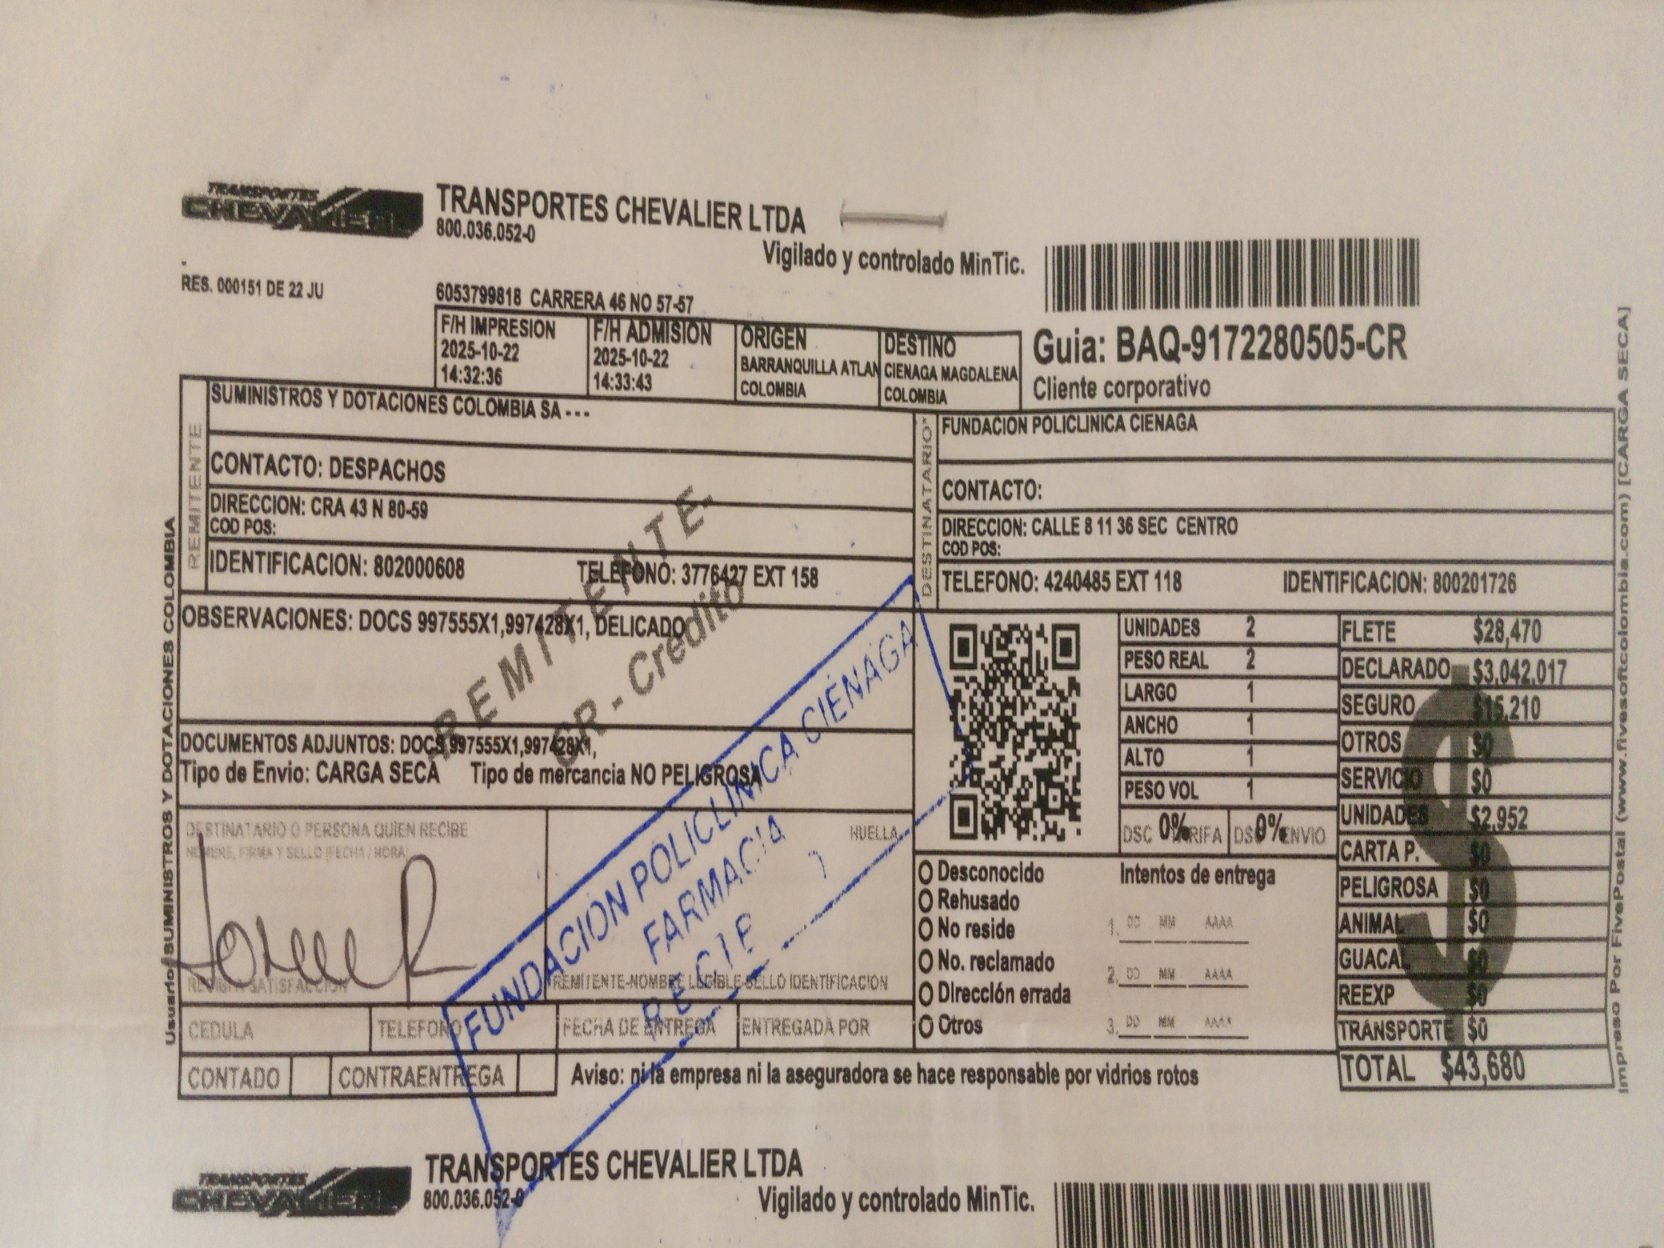 TRANSPORTES
CHEVALIER
TRANSPORTES CHEVALIER LTDA
800.036.052-0
Vigilado y controlado MinTic.
RES. 000151 DE 22 JU
6053799818 CARRERA 46 NO 57-57
F/H IMPRESION
2025-10-22
14:32:36
F/H ADMISION
2025-10-22
14:33:43
ORIGEN
BARRANQUILLA ATLAN
COLOMBIA
DESTINO
CIENAGA MAGDALENA
COLOMBIA
Guia: BAQ-9172280505-CR
Cliente corporativo
REMITENTE
SUMINISTROS Y DOTACIONES COLOMBIA SA - - -
CONTACTO: DESPACHOS
DIRECCION: CRA 43 N 80-59
COD POS:
IDENTIFICACION: 802000608 TELEFONO: 3776427 EXT 158
DESTINATARIO"
FUNDACION POLICLINICA CIENAGA
CONTACTO:
DIRECCION: CALLE 8 11 36 SEC CENTRO
COD POS:
TELEFONO: 4240485 EXT 118 IDENTIFICACION: 800201726
OBSERVACIONES: DOCS 997555X1,997428X1, DELICADO
-REMITENTE-
CR - Credito
DOCUMENTOS ADJUNTOS: DOCS 997555X1,997428X1,
Tipo de Envio: CARGA SECA Tipo de mercancia NO PELIGROSA
UNIDADES 2
PESO REAL 2
LARGO 1
ANCHO 1
ALTO 1
PESO VOL 1
DSC 0% TARIFA DSC 0% ENVIO
FLETE $28,470
DECLARADO $3,042,017
SEGURO $15,210
OTROS $0
SERVICIO $0
UNIDADES $2,952
CARTA P. $0
PELIGROSA $0
ANIMAL $0
GUACAL $0
REEXP $0
TRANSPORTE $0
TOTAL $43,680
$
DESTINATARIO O PERSONA QUIEN RECIBE
NOMBRE, FIRMA Y SELLO (FECHA / HORA)
HUELLA
REMITENTE-NOMBRE LEGIBLE-SELLO IDENTIFICACION
FUNDACION POLICLINICA CIÉNAGA
FARMACIA
CEDULA
TELEFONO
FECHA DE ENTREGA
ENTREGADA POR
Desconocido
Rehusado
No reside
No. reclamado
Dirección errada
Otros
Intentos de entrega
1. DD MM AAAA
2. DD MM AAAA
3. DD MM AAAA
CONTADO
CONTRAENTREGA
Aviso: ni la empresa ni la aseguradora se hace responsable por vidrios rotos
Usuario: SUMINISTROS Y DOTACIONES COLOMBIA
Impreso Por FivePostal (www.fivesoftcolombia.com) [CARGA SECA]
TRANSPORTES
CHEVALIER
TRANSPORTES CHEVALIER LTDA
800.036.052-0
Vigilado y controlado MinTic.